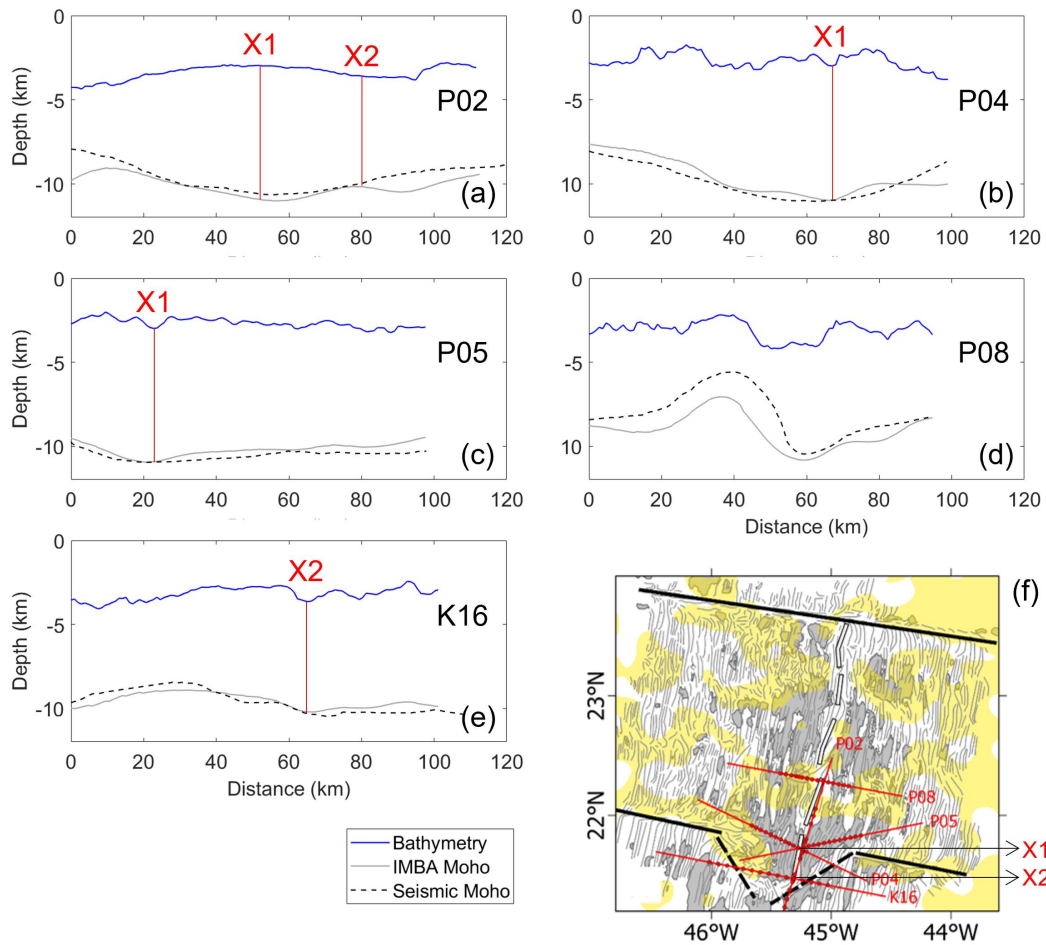 0
-5
-10
Depth (km)
X1
X2
P02
(a)
0 20 40 60 80 100 120
0
-5
-10
Depth (km)
X1
P04
(b)
0 20 40 60 80 100 120
0
-5
-10
Depth (km)
X1
P05
(c)
0 20 40 60 80 100 120
0
-5
-10
Depth (km)
P08
(d)
0 20 40 60 80 100 120
Distance (km)
0
-5
-10
Depth (km)
X2
K16
(e)
0 20 40 60 80 100 120
Distance (km)
Bathymetry
IMBA Moho
Seismic Moho
(f)
23°N
22°N
P02
P08
P05
P04
K16
X1
X2
46°W 45°W 44°W